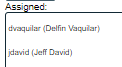 Assigned:
dvaquilar (Delfin Vaquilar)
jdavid (Jeff David)